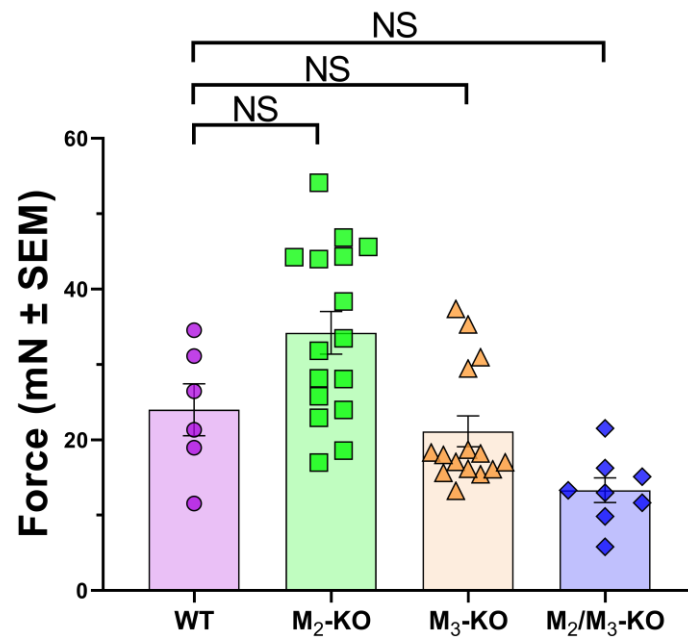 NS
NS
NS
60
40
20
0
Force (mN ± SEM)
WT
M₂-KO
M₃-KO
M₂/M₃-KO